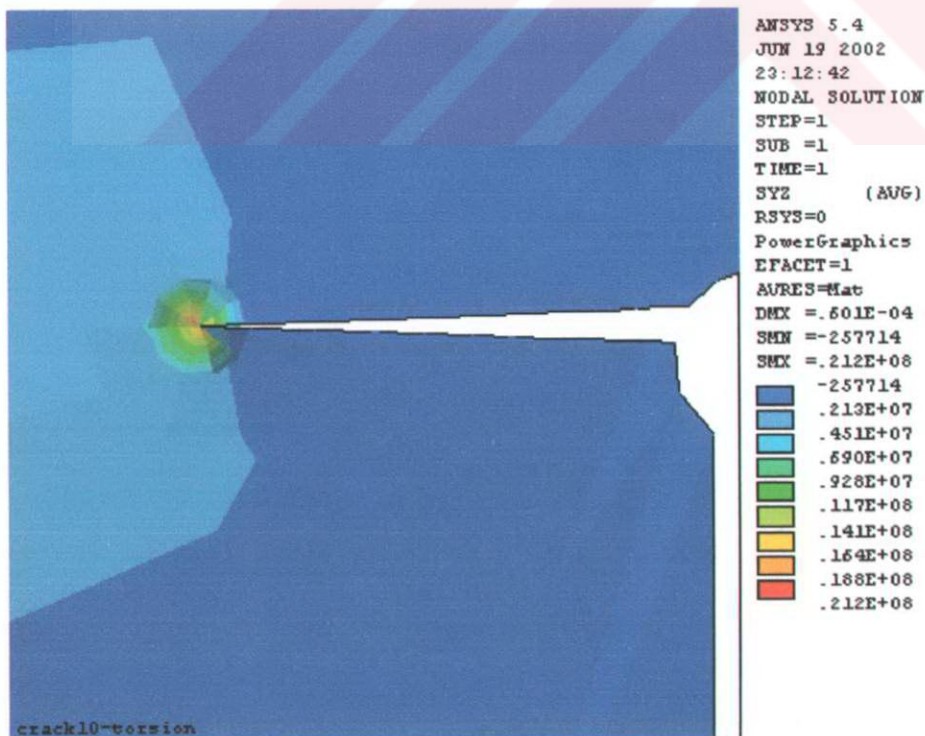 ANSYS 5.4
JUN 19 2002
23:12:42
NODAL SOLUTION
STEP=1
SUB =1
TIME=1
SYZ (AVG)
RSYS=0
PowerGraphics
EFACET=1
AVRES=Mat
DMX =.601E-04
SMN =-257714
SMX =.212E+08
-257714
.213E+07
.451E+07
.690E+07
.928E+07
.117E+08
.141E+08
.164E+08
.188E+08
.212E+08
crack10-torsion